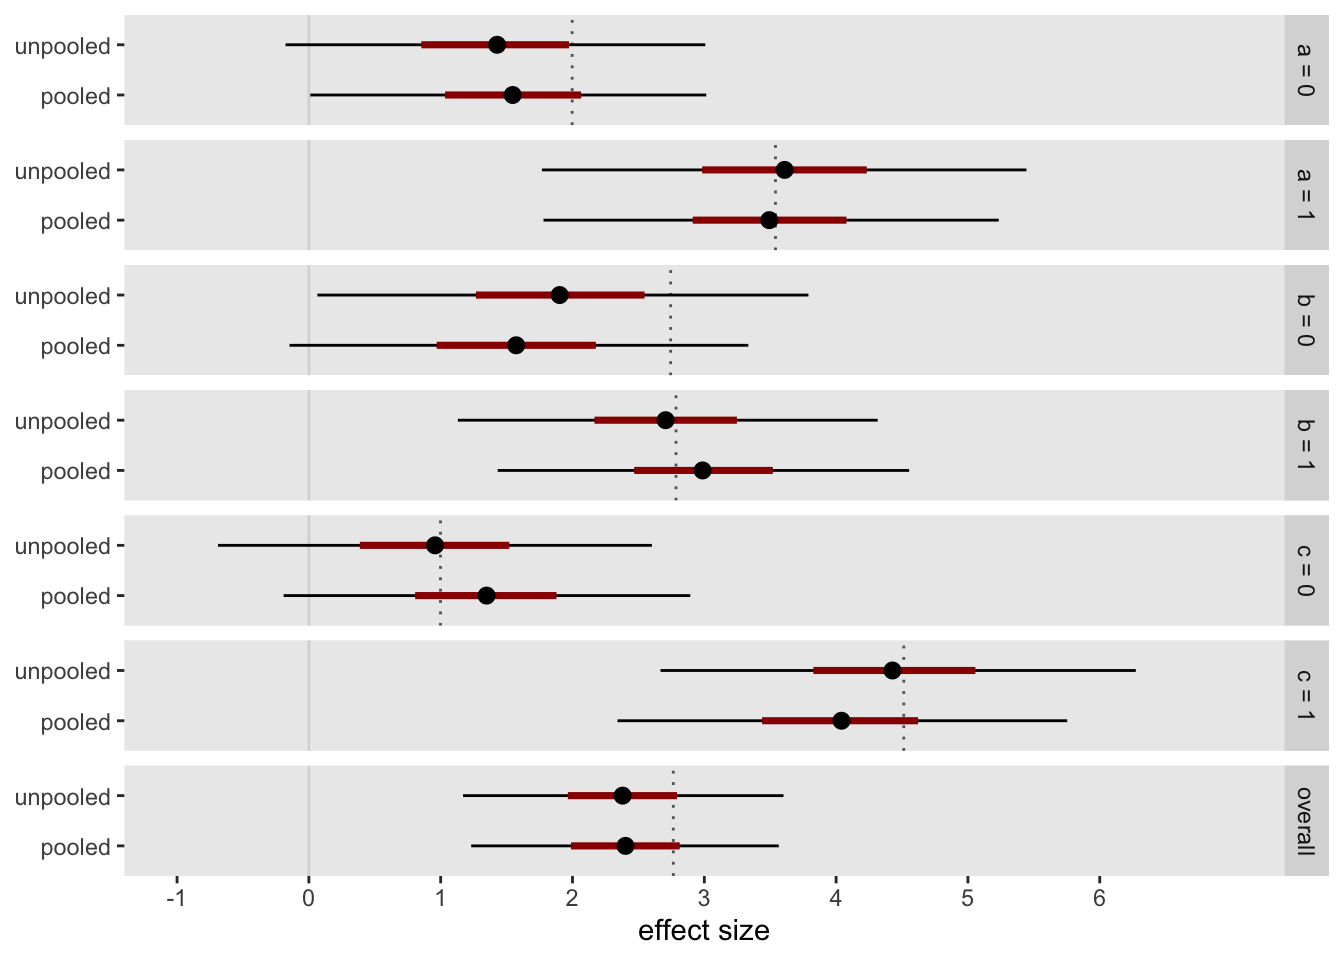 unpooled
pooled
a = 0
unpooled
pooled
a = 1
unpooled
pooled
b = 0
unpooled
pooled
b = 1
unpooled
pooled
c = 0
unpooled
pooled
c = 1
unpooled
pooled
overall
-1 0 1 2 3 4 5 6
effect size